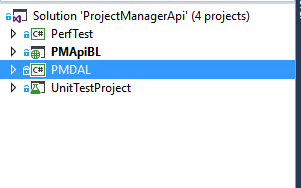 Solution 'ProjectManagerApi' (4 projects)
C# PerfTest
PMApiBL
C# PMDAL
UnitTestProject